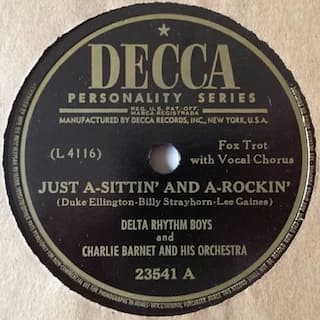 DECCA
PERSONALITY SERIES
REG. U.S. PAT. OFF.
MARCA REGISTRADA
MANUFACTURED BY DECCA RECORDS, INC., NEW YORK, U.S.A.
(L 4116)
Fox Trot
with Vocal Chorus
JUST A-SITTIN' AND A-ROCKIN'
(Duke Ellington-Billy Strayhorn-Lee Gaines)
DELTA RHYTHM BOYS
and
CHARLIE BARNET AND HIS ORCHESTRA
23541 A